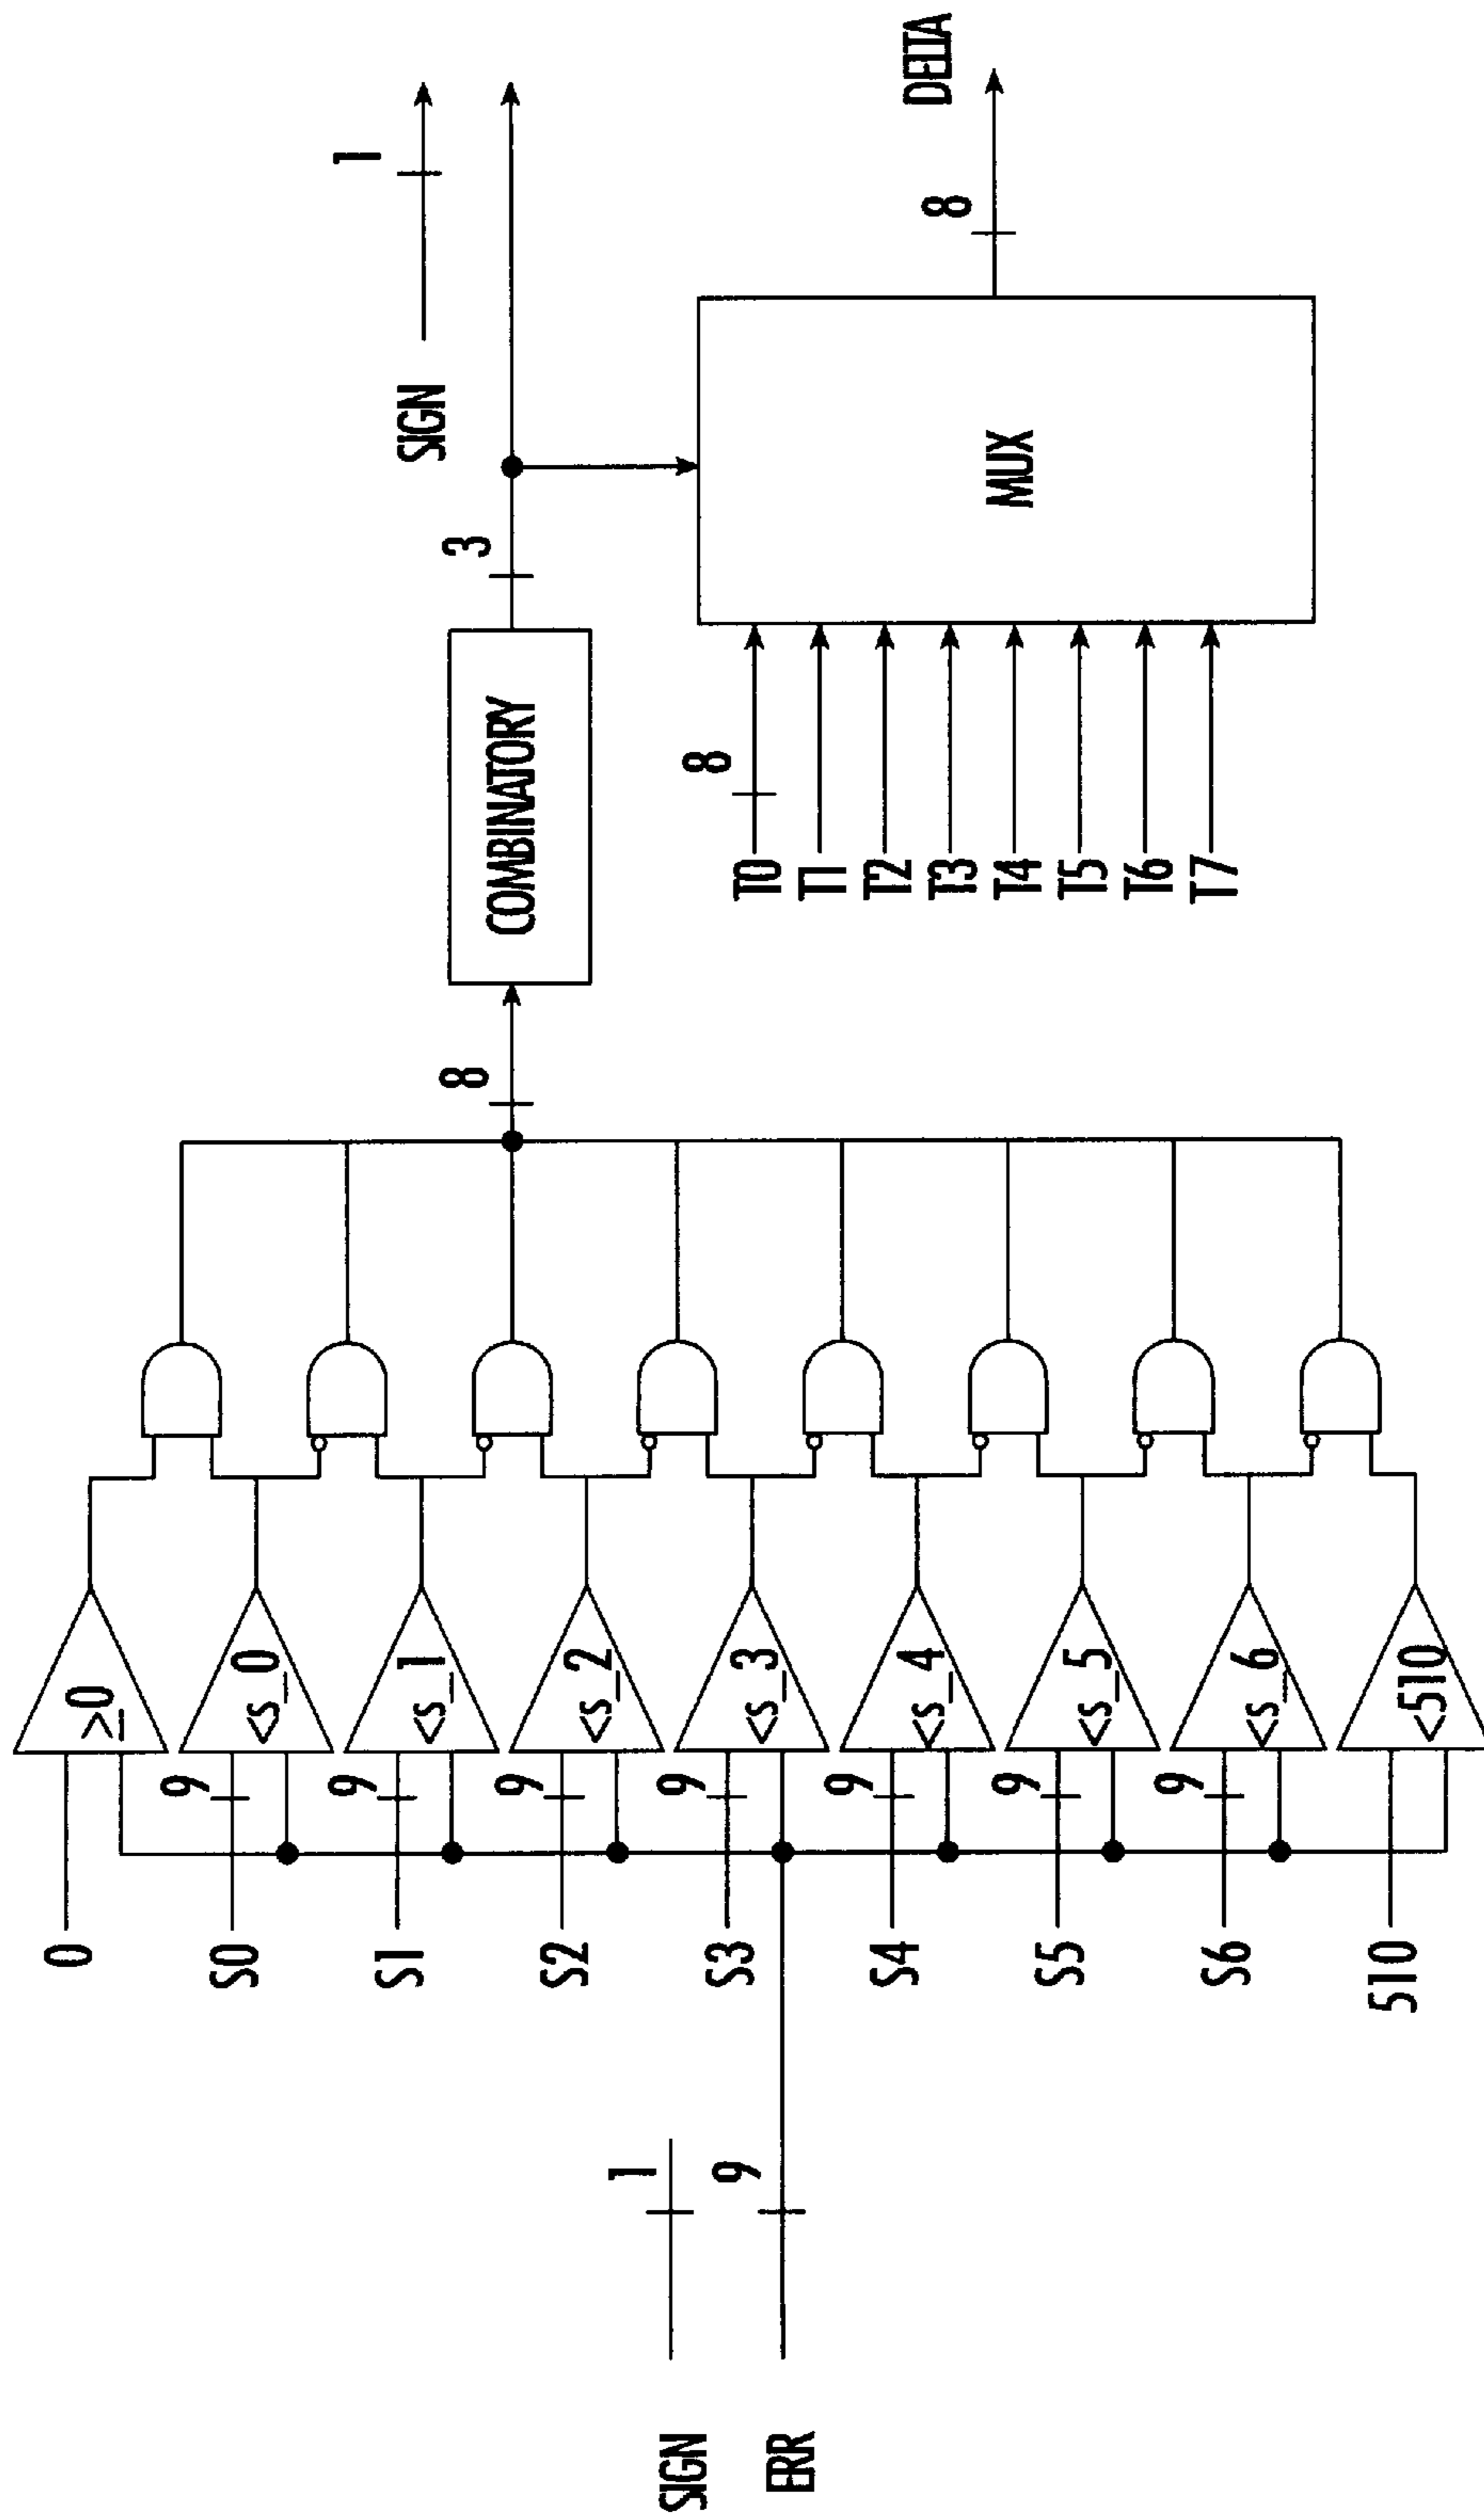 SIGN
1
ERR
9
0
S0
9
S1
9
S2
9
S3
9
S4
9
S5
9
S6
9
510
≥0
<s_0
<s_1
<s_2
<s_3
<s_4
<s_5
<s_6
<510
8
COMBINATORY
3
SIGN
1
T0
8
T1
T2
T3
T4
T5
T6
T7
MUX
8
DELTA